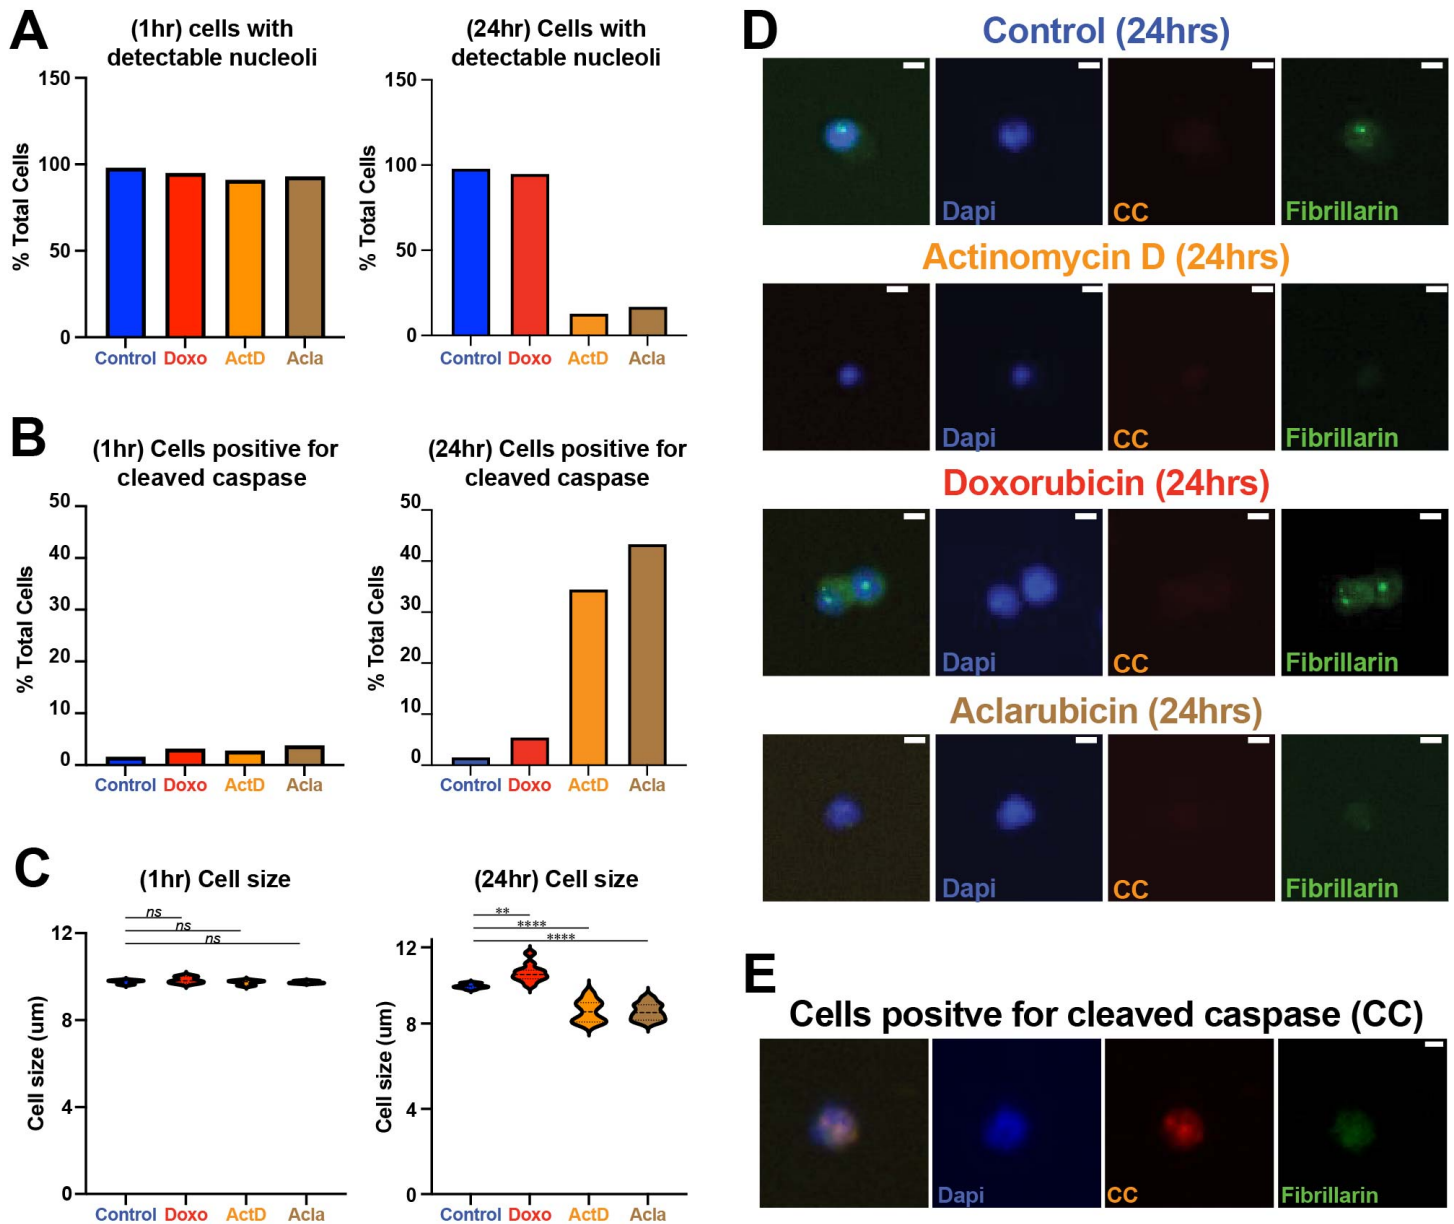 A
(1hr) cells with
detectable nucleoli
% Total Cells
150
100
50
0
Control Doxo ActD Acla
(24hr) Cells with
detectable nucleoli
% Total Cells
150
100
50
0
Control Doxo ActD Acla
B
(1hr) Cells positive for
cleaved caspase
% Total Cells
50
40
30
20
10
0
Control Doxo ActD Acla
(24hr) Cells positive for
cleaved caspase
% Total Cells
50
40
30
20
10
0
Control Doxo ActD Acla
C
(1hr) Cell size
ns
ns
ns
Cell size (um)
12
8
4
0
Control Doxo ActD Acla
(24hr) Cell size
**
****
****
Cell size (um)
12
8
4
0
Control Doxo ActD Acla
D
Control (24hrs)
Dapi CC Fibrillarin
Actinomycin D (24hrs)
Dapi CC Fibrillarin
Doxorubicin (24hrs)
Dapi CC Fibrillarin
Aclarubicin (24hrs)
Dapi CC Fibrillarin
E
Cells positve for cleaved caspase (CC)
Dapi CC Fibrillarin